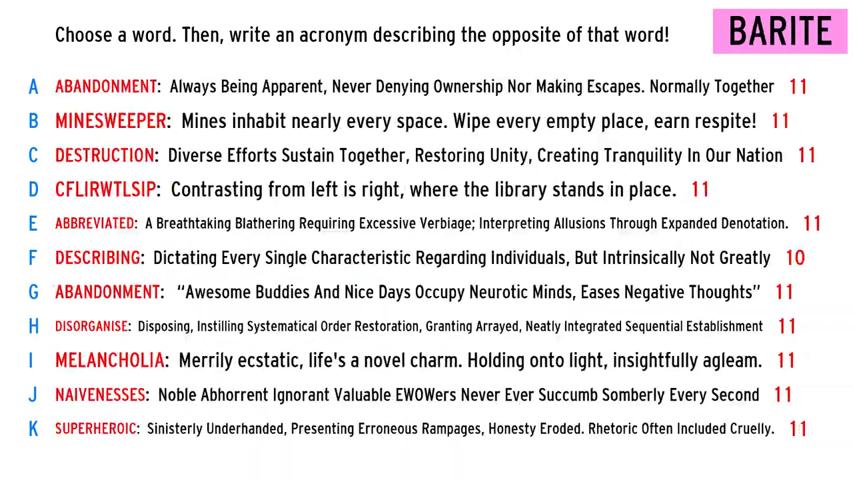 Choose a word. Then, write an acronym describing the opposite of that word!
BARITE
A ABANDONMENT: Always Being Apparent, Never Denying Ownership Nor Making Escapes. Normally Together 11
B MINESWEEPER: Mines inhabit nearly every space. Wipe every empty place, earn respite! 11
C DESTRUCTION: Diverse Efforts Sustain Together, Restoring Unity, Creating Tranquility In Our Nation 11
D CFLIRWTLSIP: Contrasting from left is right, where the library stands in place. 11
E ABBREVIATED: A Breathtaking Blathering Requiring Excessive Verbiage; Interpreting Allusions Through Expanded Denotation. 11
F DESCRIBING: Dictating Every Single Characteristic Regarding Individuals, But Intrinsically Not Greatly 10
G ABANDONMENT: “Awesome Buddies And Nice Days Occupy Neurotic Minds, Eases Negative Thoughts” 11
H DISORGANISE: Disposing, Instilling Systematical Order Restoration, Granting Arrayed, Neatly Integrated Sequential Establishment 11
I MELANCHOLIA: Merrily ecstatic, life's a novel charm. Holding onto light, insightfully agleam. 11
J NAIVENESSES: Noble Abhorrent Ignorant Valuable EWOWers Never Ever Succumb Somberly Every Second 11
K SUPERHEROIC: Sinisterly Underhanded, Presenting Erroneous Rampages, Honesty Eroded. Rhetoric Often Included Cruelly. 11